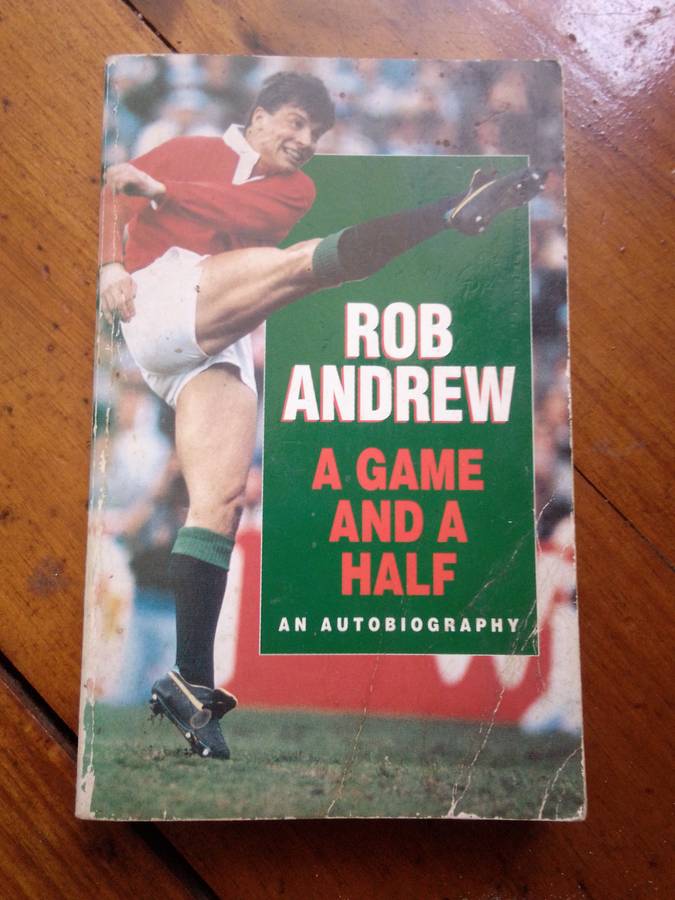 ROB
ANDREW
A GAME
AND A
HALF
AN AUTOBIOGRAPHY